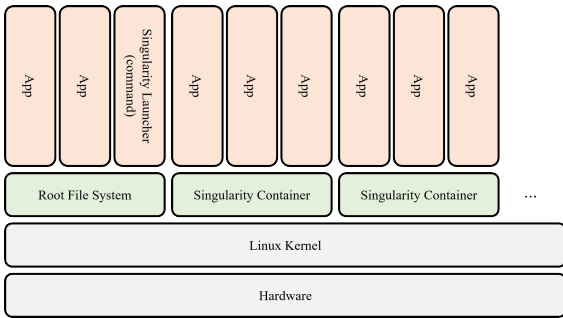 App
App
Singularity Launcher
(command)
App
App
App
App
App
App
Root File System
Singularity Container
Singularity Container
...
Linux Kernel
Hardware